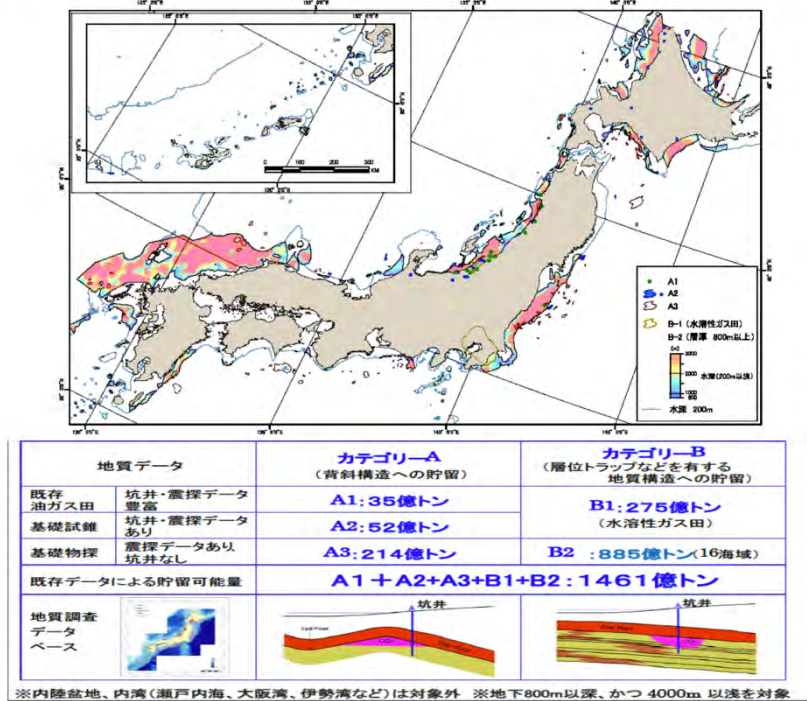 0 100 200 300
KM
A1
A2
A3
B-1 (水溶性ガス田)
B-2 (層厚 800m以上)
(m)
3000
2000
水深(200m以浅)
1000
800
水深 200m
地質データ
カテゴリーA
(背斜構造への貯留)
カテゴリーB
(層位トラップなどを有する
地質構造への貯留)
既存
油ガス田
坑井・震探データ
豊富
A1:35億トン
B1:275億トン
(水溶性ガス田)
基礎試錐
坑井・震探データ
あり
A2:52億トン
基礎物探
震探データあり、
坑井なし
A3:214億トン
B2 :885億トン(16海域)
既存データによる貯留可能量
A1+A2+A3+B1+B2:1461億トン
地質調査
データ
ベース
坑井
坑井
※内陸盆地、内湾(瀬戸内海、大阪湾、伊勢湾など)は対象外 ※地下800m以深、かつ 4000m 以浅を対象